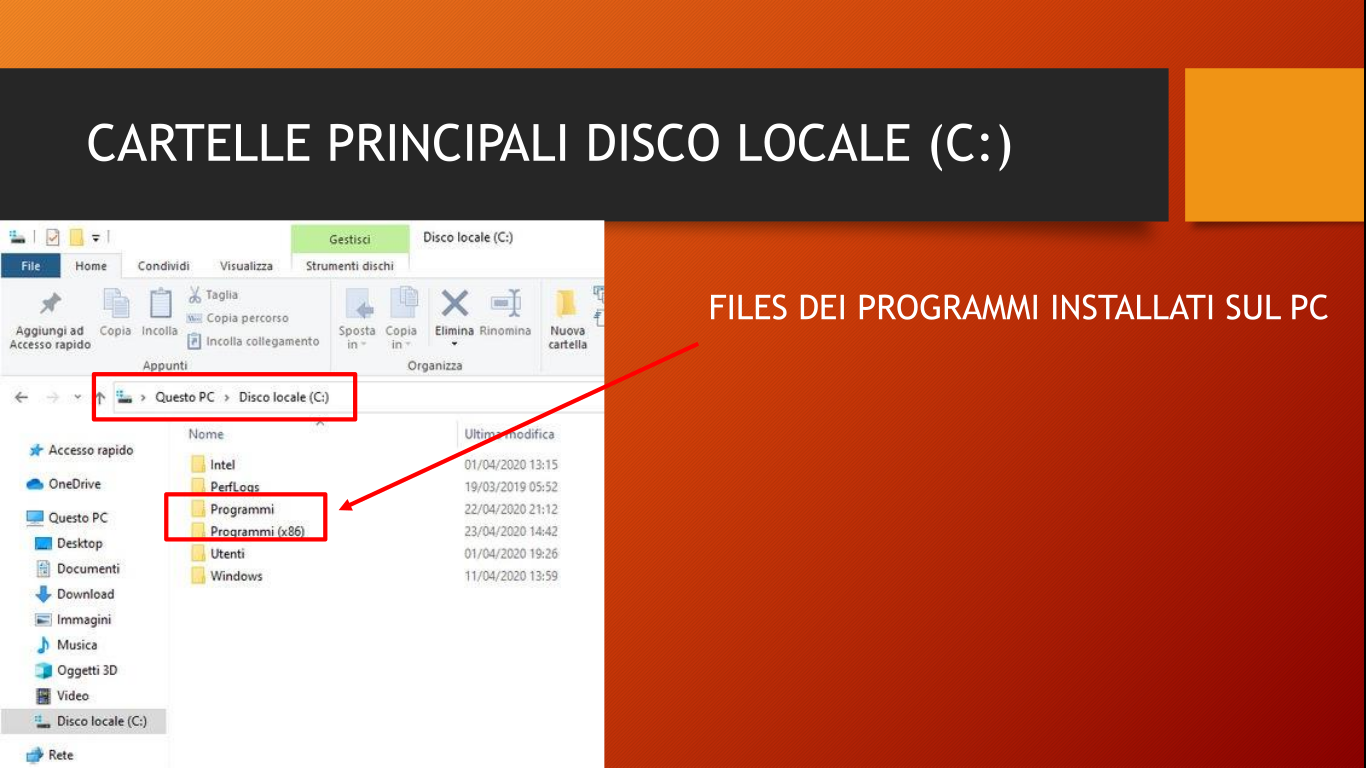 CARTELLE PRINCIPALI DISCO LOCALE (C:)
Gestisci
Disco locale (C:)
File
Home
Condividi
Visualizza
Strumenti dischi
Aggiungi ad
Accesso rapido
Copia
Incolla
Taglia
Copia percorso
Incolla collegamento
Appunti
Sposta
in
Copia
in
Elimina
Rinomina
Organizza
Nuova
cartella
FILES DEI PROGRAMMI INSTALLATI SUL PC
Questo PC › Disco locale (C:)
Nome
Ultima modifica
Accesso rapido
OneDrive
Questo PC
Desktop
Documenti
Download
Immagini
Musica
Oggetti 3D
Video
Disco locale (C:)
Rete
Intel 01/04/2020 13:15
PerfLogs 19/03/2019 05:52
Programmi 22/04/2020 21:12
Programmi (x86) 23/04/2020 14:42
Utenti 01/04/2020 19:26
Windows 11/04/2020 13:59